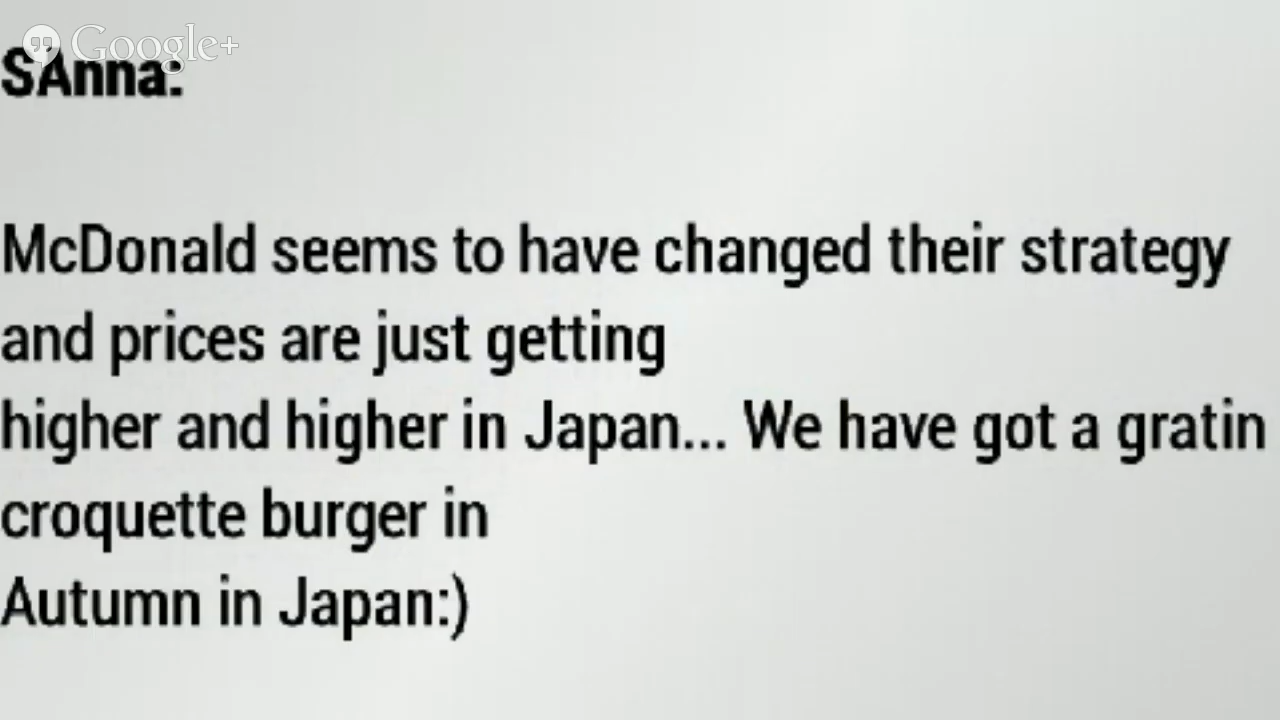 Google+
SAnna:
McDonald seems to have changed their strategy
and prices are just getting
higher and higher in Japan... We have got a gratin
croquette burger in
Autumn in Japan:)